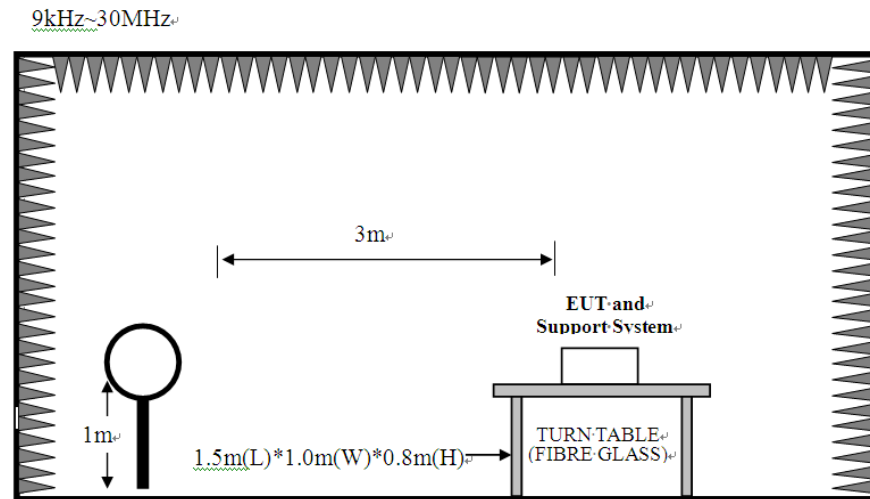 9kHz~30MHz
3m
EUT and
Support System
1m
1.5m(L)*1.0m(W)*0.8m(H)
TURN TABLE
(FIBRE GLASS)